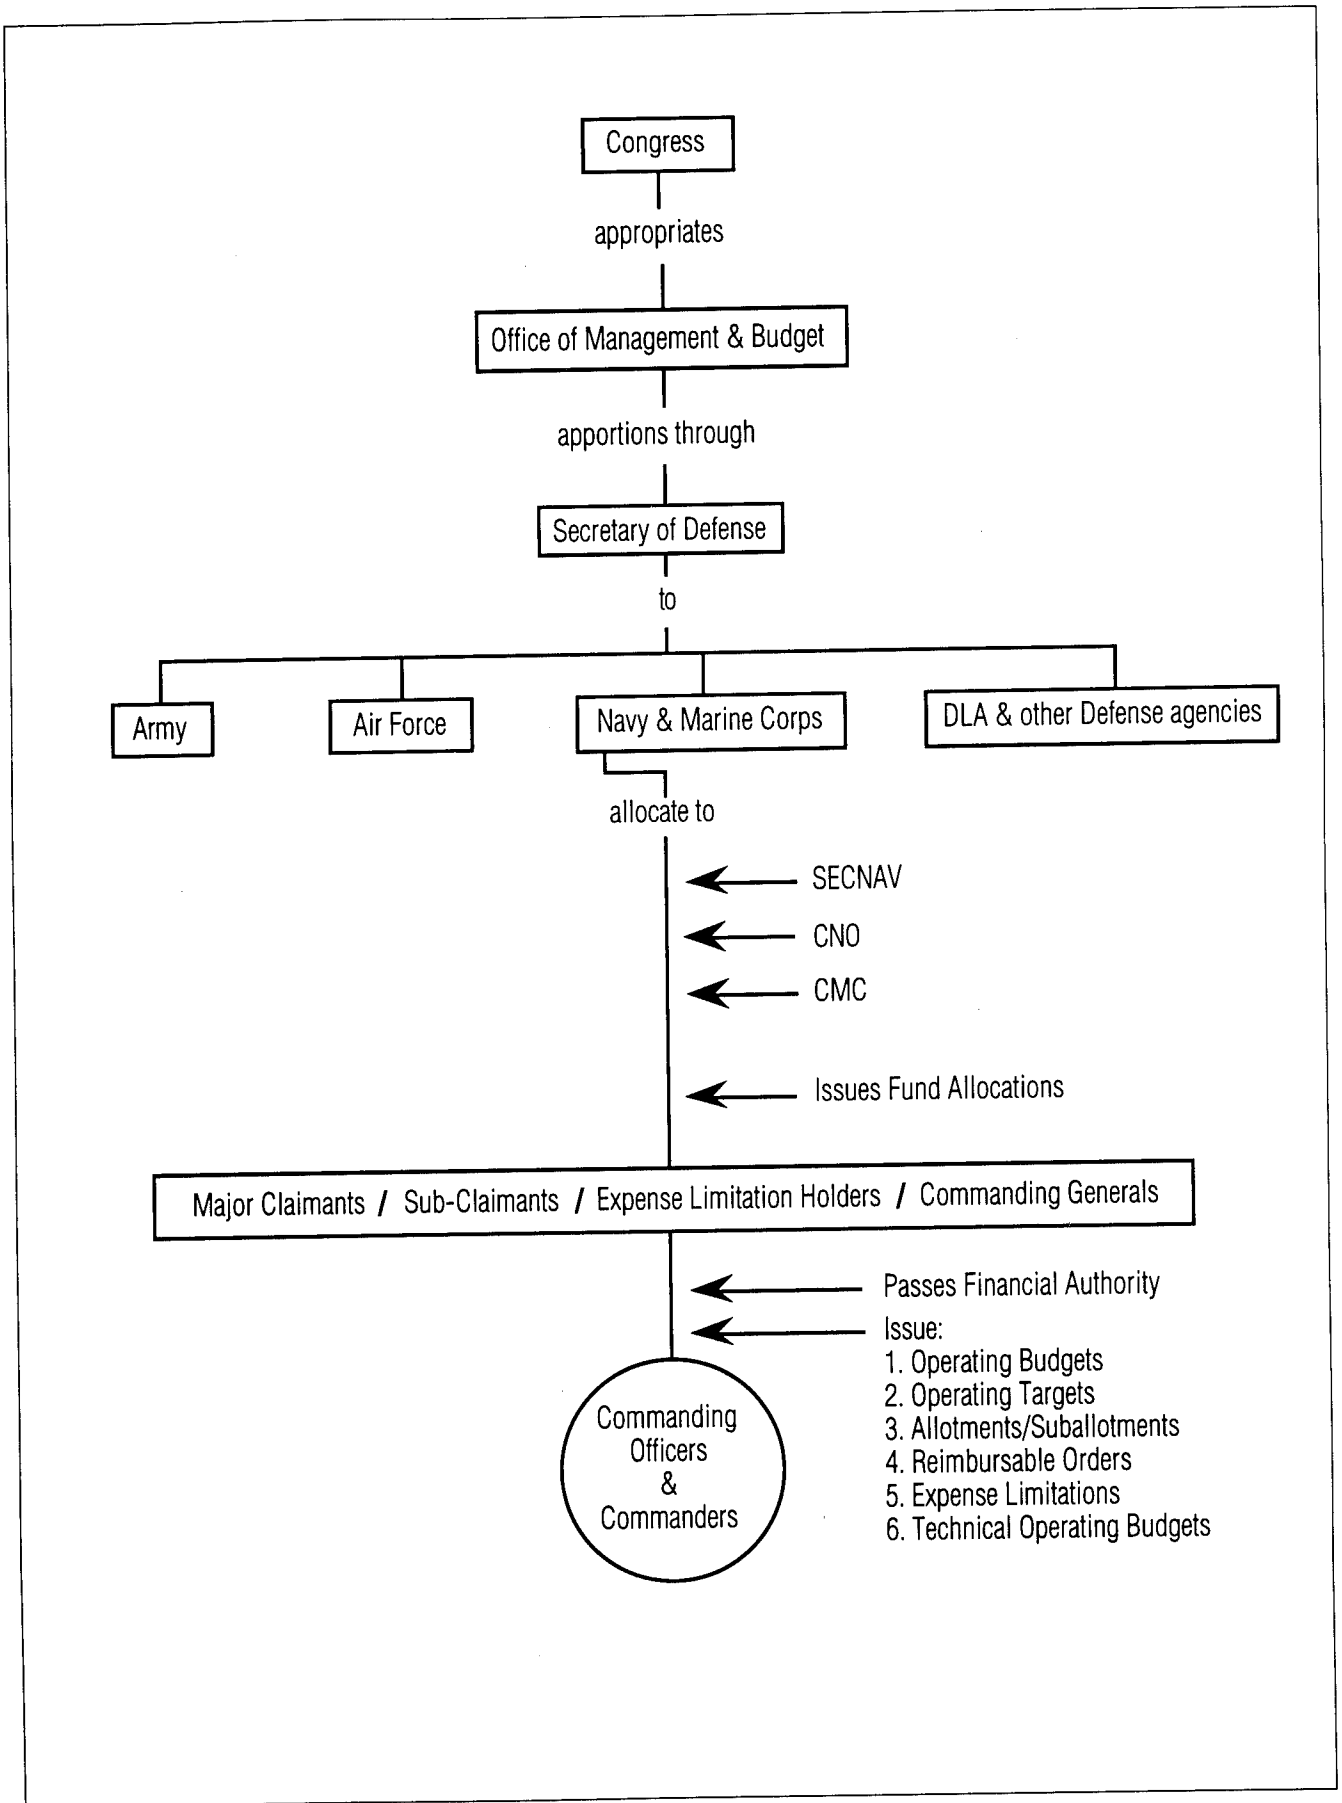 Congress
appropriates
Office of Management & Budget
apportions through
Secretary of Defense
to
Army
Air Force
Navy & Marine Corps
DLA & other Defense agencies
allocate to
SECNAV
CNO
CMC
Issues Fund Allocations
Major Claimants / Sub-Claimants / Expense Limitation Holders / Commanding Generals
Passes Financial Authority
Issue:
1. Operating Budgets
2. Operating Targets
3. Allotments/Suballotments
4. Reimbursable Orders
5. Expense Limitations
6. Technical Operating Budgets
Commanding
Officers
&
Commanders